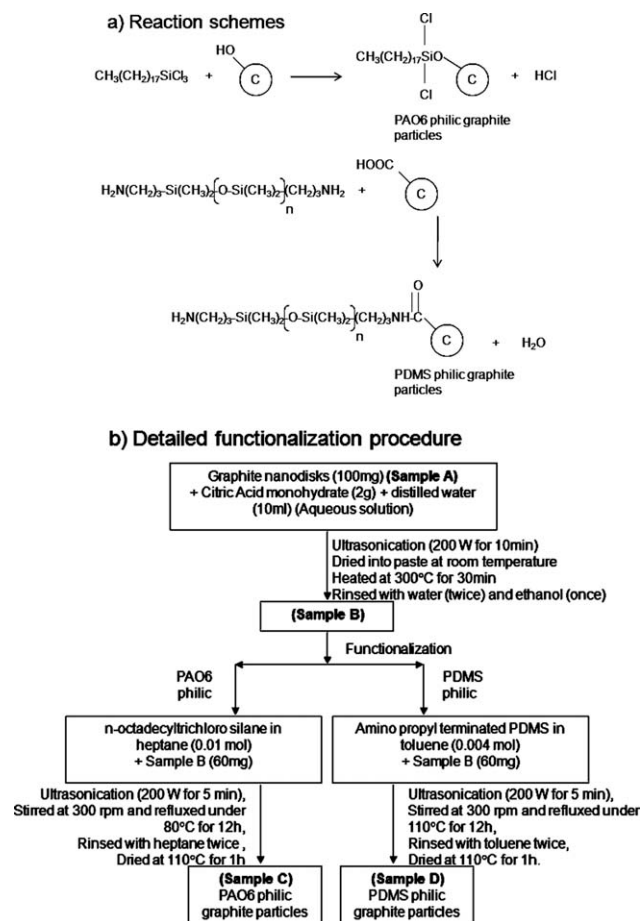 a) Reaction schemes
Cl
HO
CH3(CH2)17SiCl3 + C CH3(CH2)17SiO C + HCl
Cl
PAO6 philic graphite
particles
HOOC
H2N(CH2)3-Si(CH3)2{O-Si(CH3)2}(CH2)3NH2 + C
n
O
H2N(CH2)3-Si(CH3)2{O-Si(CH3)2}(CH2)3NH-C
n
C + H2O
PDMS philic graphite
particles
b) Detailed functionalization procedure
Graphite nanodisks (100mg) (Sample A)
+ Citric Acid monohydrate (2g) + distilled water
(10ml) (Aqueous solution)
Ultrasonication (200 W for 10min)
Dried into paste at room temperature
Heated at 300°C for 30min
Rinsed with water (twice) and ethanol (once)
(Sample B)
Functionalization
PAO6
philic
PDMS
philic
n-octadecyltrichloro silane in
heptane (0.01 mol)
+ Sample B (60mg)
Amino propyl terminated PDMS in
toluene (0.004 mol)
+ Sample B (60mg)
Ultrasonication (200 W for 5 min),
Stirred at 300 rpm and refluxed under
80°C for 12h,
Rinsed with heptane twice,
Dried at 110°C for 1h
Ultrasonication (200 W for 5 min),
Stirred at 300 rpm and refluxed under
110°C for 12h,
Rinsed with toluene twice,
Dried at 110°C for 1h.
(Sample C)
PAO6 philic
graphite particles
(Sample D)
PDMS philic
graphite particles